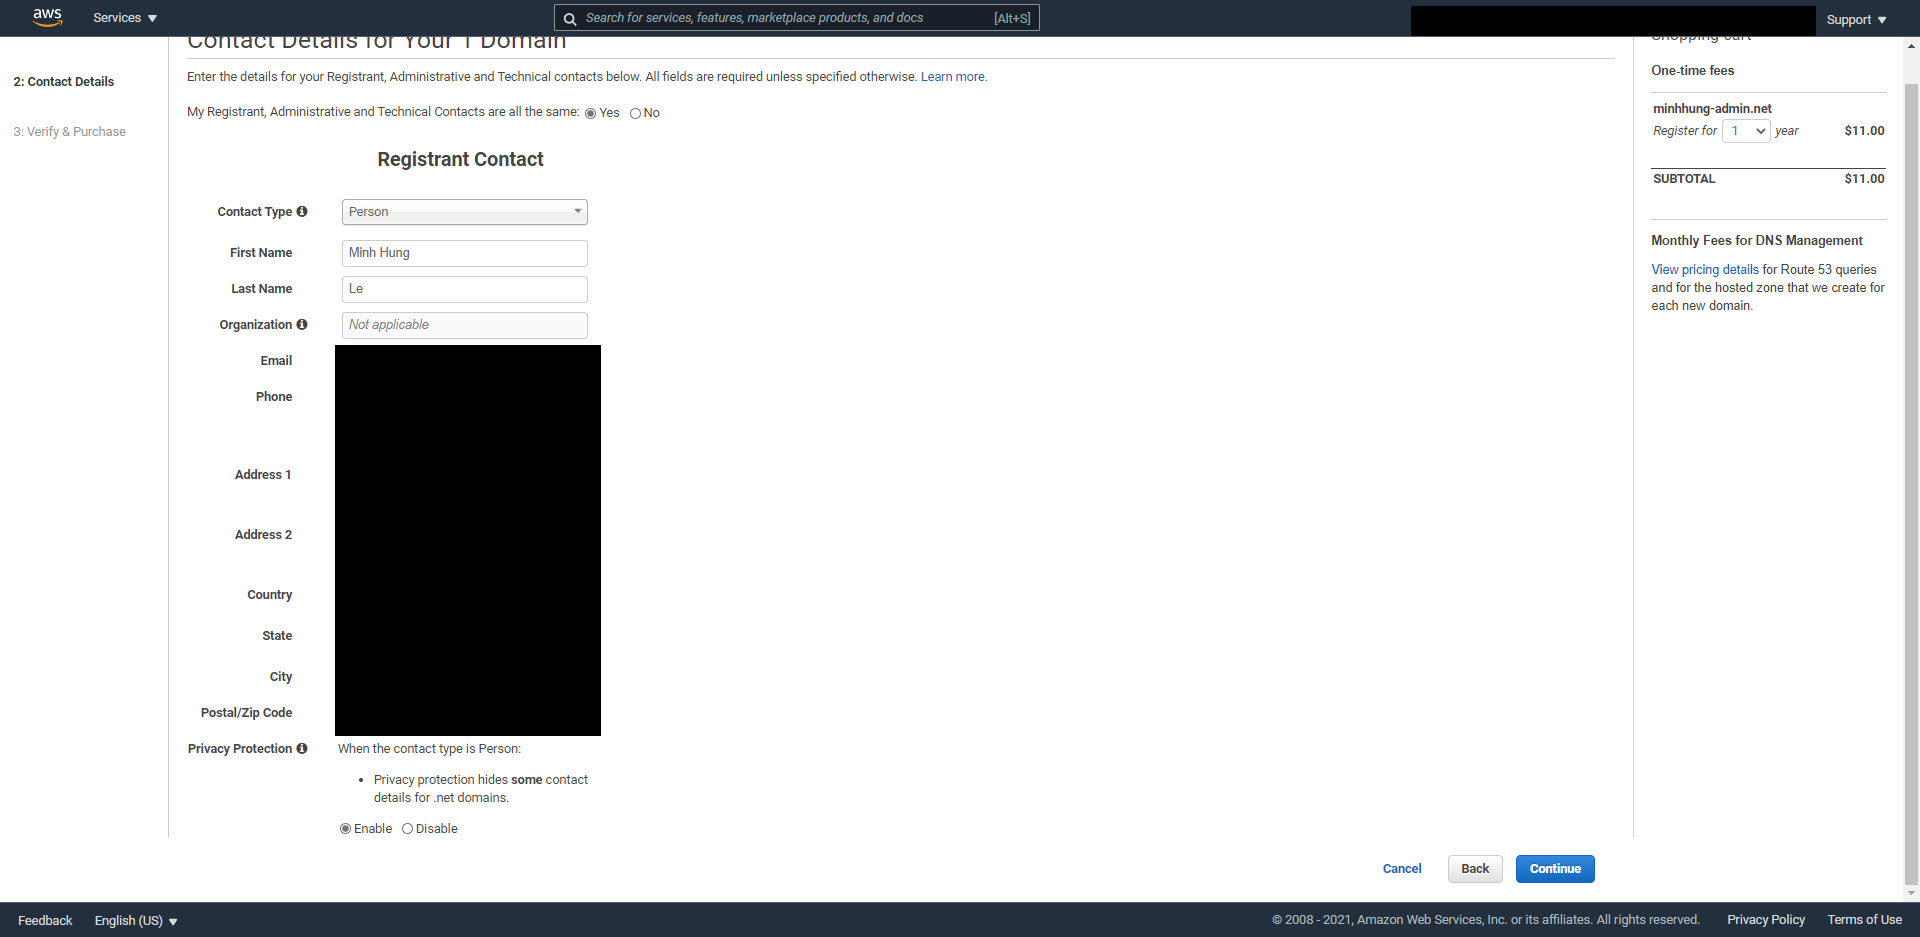 aws
Services
Search for services, features, marketplace products, and docs [Alt+S]
Support
Contact Details for Your 1 Domain
Shopping cart
2: Contact Details
3: Verify & Purchase
Enter the details for your Registrant, Administrative and Technical contacts below. All fields are required unless specified otherwise. Learn more.
My Registrant, Administrative and Technical Contacts are all the same: Yes No
Registrant Contact
Contact Type Person
First Name Minh Hung
Last Name Le
Organization Not applicable
Email
Phone
Address 1
Address 2
Country
State
City
Postal/Zip Code
Privacy Protection When the contact type is Person:
• Privacy protection hides some contact
details for .net domains.
Enable Disable
One-time fees
minhhung-admin.net
Register for 1 year $11.00
SUBTOTAL $11.00
Monthly Fees for DNS Management
View pricing details for Route 53 queries
and for the hosted zone that we create for
each new domain.
Cancel Back Continue
Feedback English (US)
© 2008 - 2021, Amazon Web Services, Inc. or its affiliates. All rights reserved. Privacy Policy Terms of Use